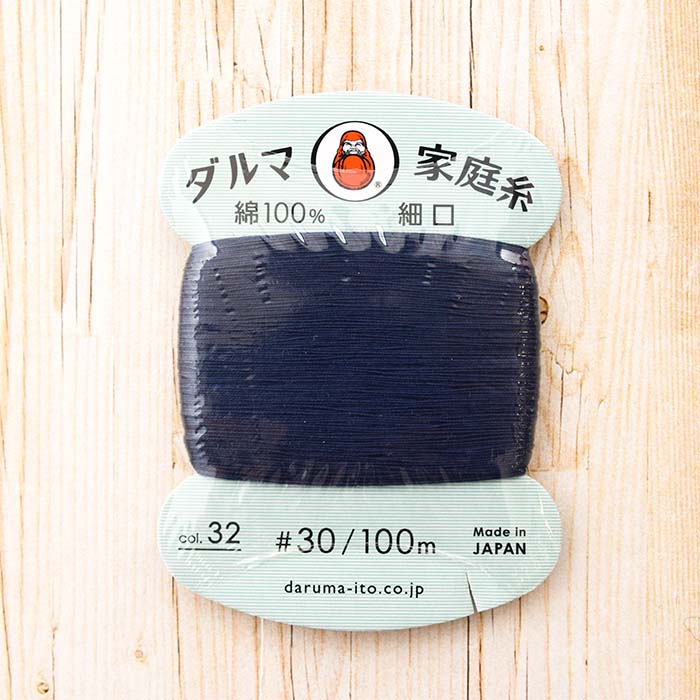 ダルマ 家庭糸
®
綿100% 細口
col. 32
#30/100m
Made in
JAPAN
daruma-ito.co.jp